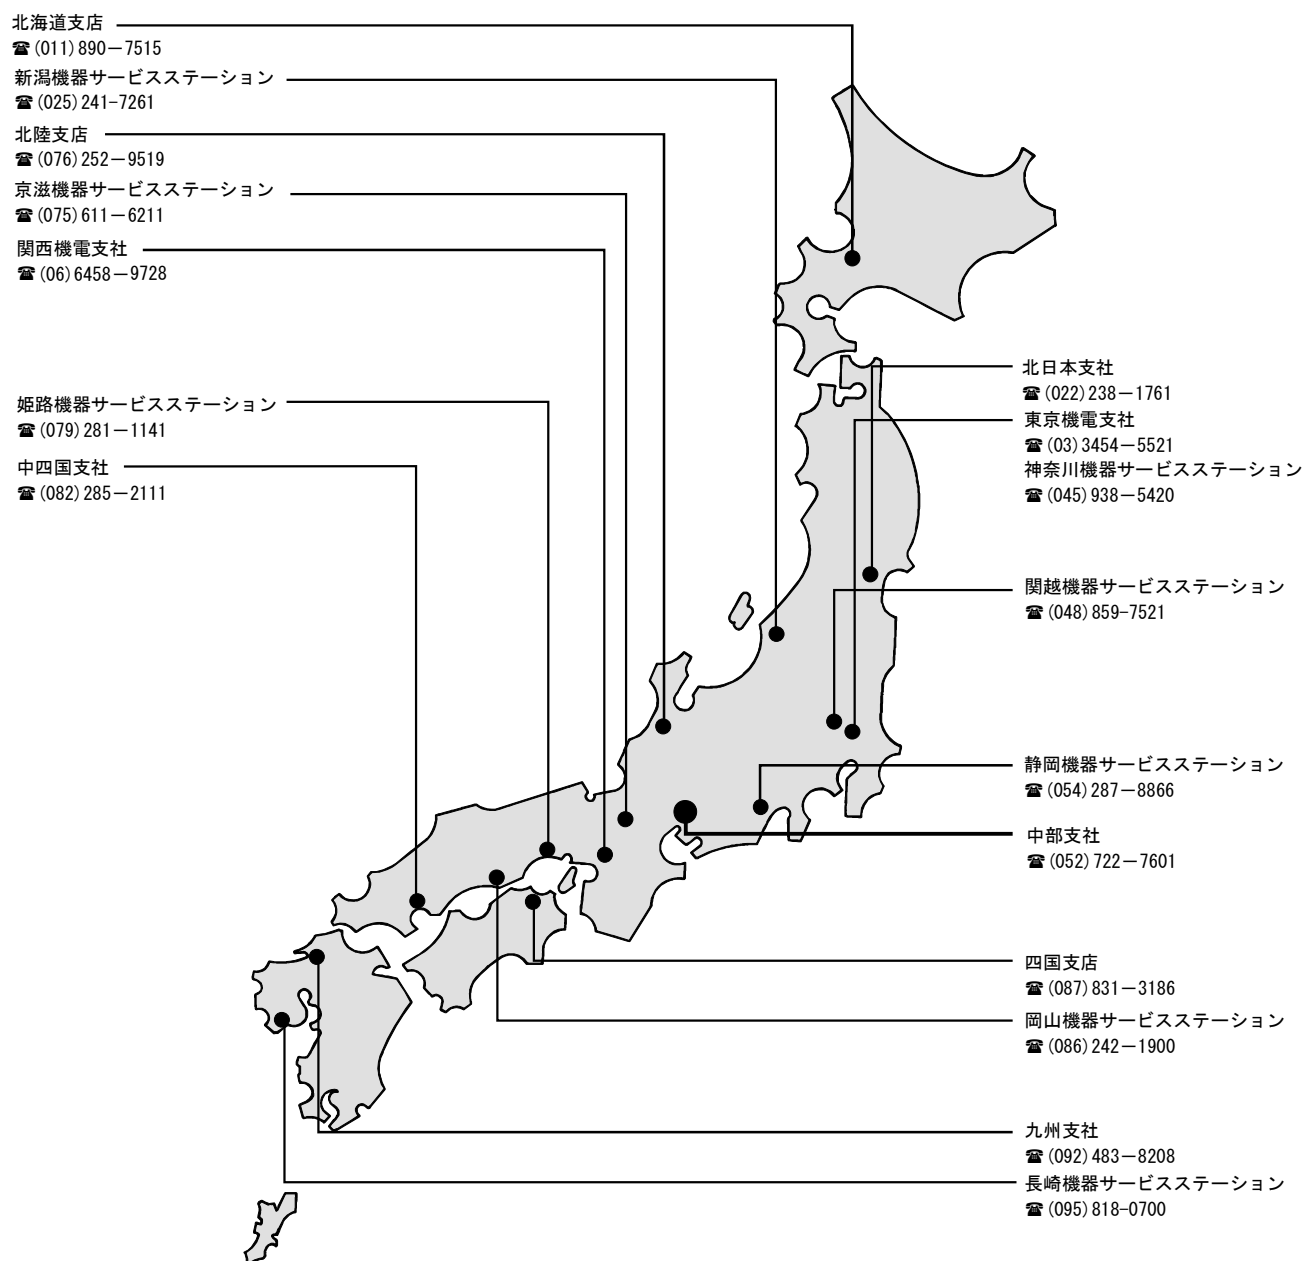 北海道支店
☎(011)890－7515
新潟機器サービスステーション
☎(025)241-7261
北陸支店
☎(076)252－9519
京滋機器サービスステーション
☎(075)611－6211
関西機電支社
☎(06)6458－9728
姫路機器サービスステーション
☎(079)281－1141
中四国支社
☎(082)285－2111
北日本支社
☎(022)238－1761
東京機電支社
☎(03)3454－5521
神奈川機器サービスステーション
☎(045)938－5420
関越機器サービスステーション
☎(048)859-7521
静岡機器サービスステーション
☎(054)287－8866
中部支社
☎(052)722－7601
四国支店
☎(087)831－3186
岡山機器サービスステーション
☎(086)242－1900
九州支社
☎(092)483－8208
長崎機器サービスステーション
☎(095)818-0700